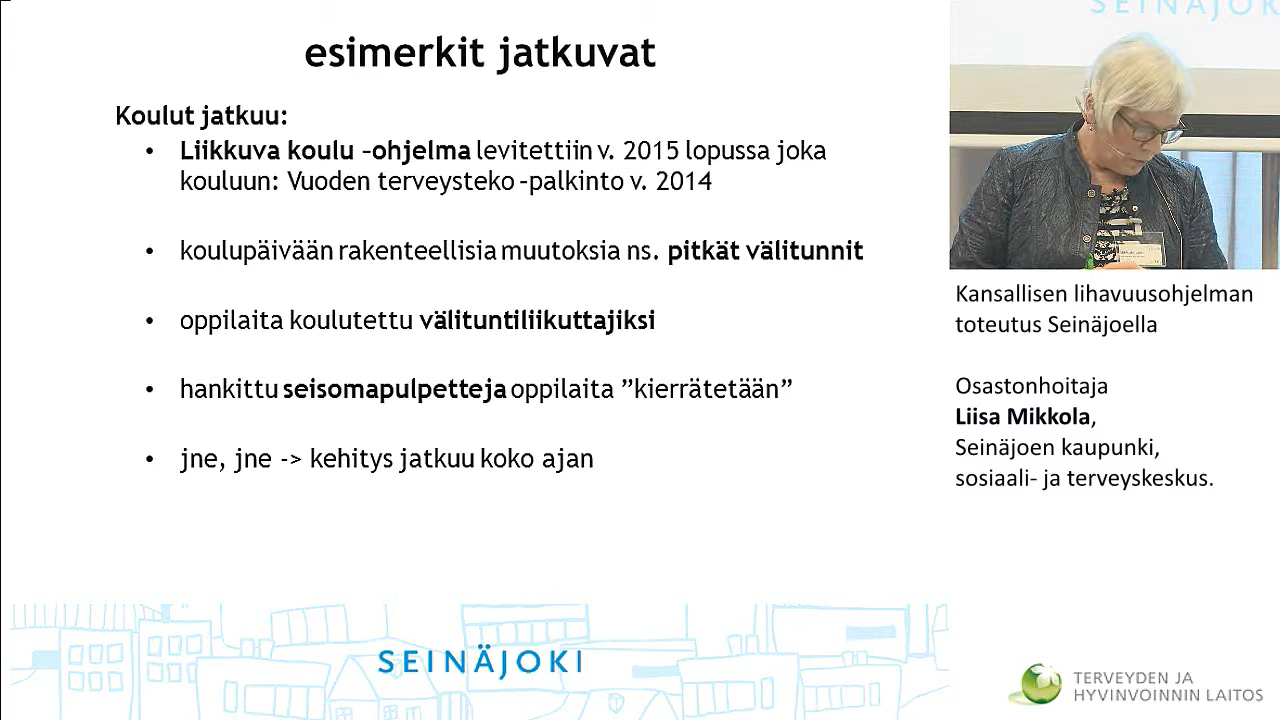 esimerkit jatkuvat
Koulut jatkuu:
• Liikkuva koulu –ohjelma levitettiin v. 2015 lopussa joka
kouluun: Vuoden terveysteko –palkinto v. 2014
• koulupäivään rakenteellisia muutoksia ns. pitkät välitunnit
• oppilaita koulutettu välituntiliikuttajiksi
• hankittu seisomapulpetteja oppilaita ”kierrätetään”
• jne, jne -> kehitys jatkuu koko ajan
SEINÄJOKI
SEINÄJOKI
Kansallisen lihavuusohjelman
toteutus Seinäjoella
Osastonhoitaja
Liisa Mikkola,
Seinäjoen kaupunki,
sosiaali- ja terveyskeskus.
TERVEYDEN JA
HYVINVOINNIN LAITOS